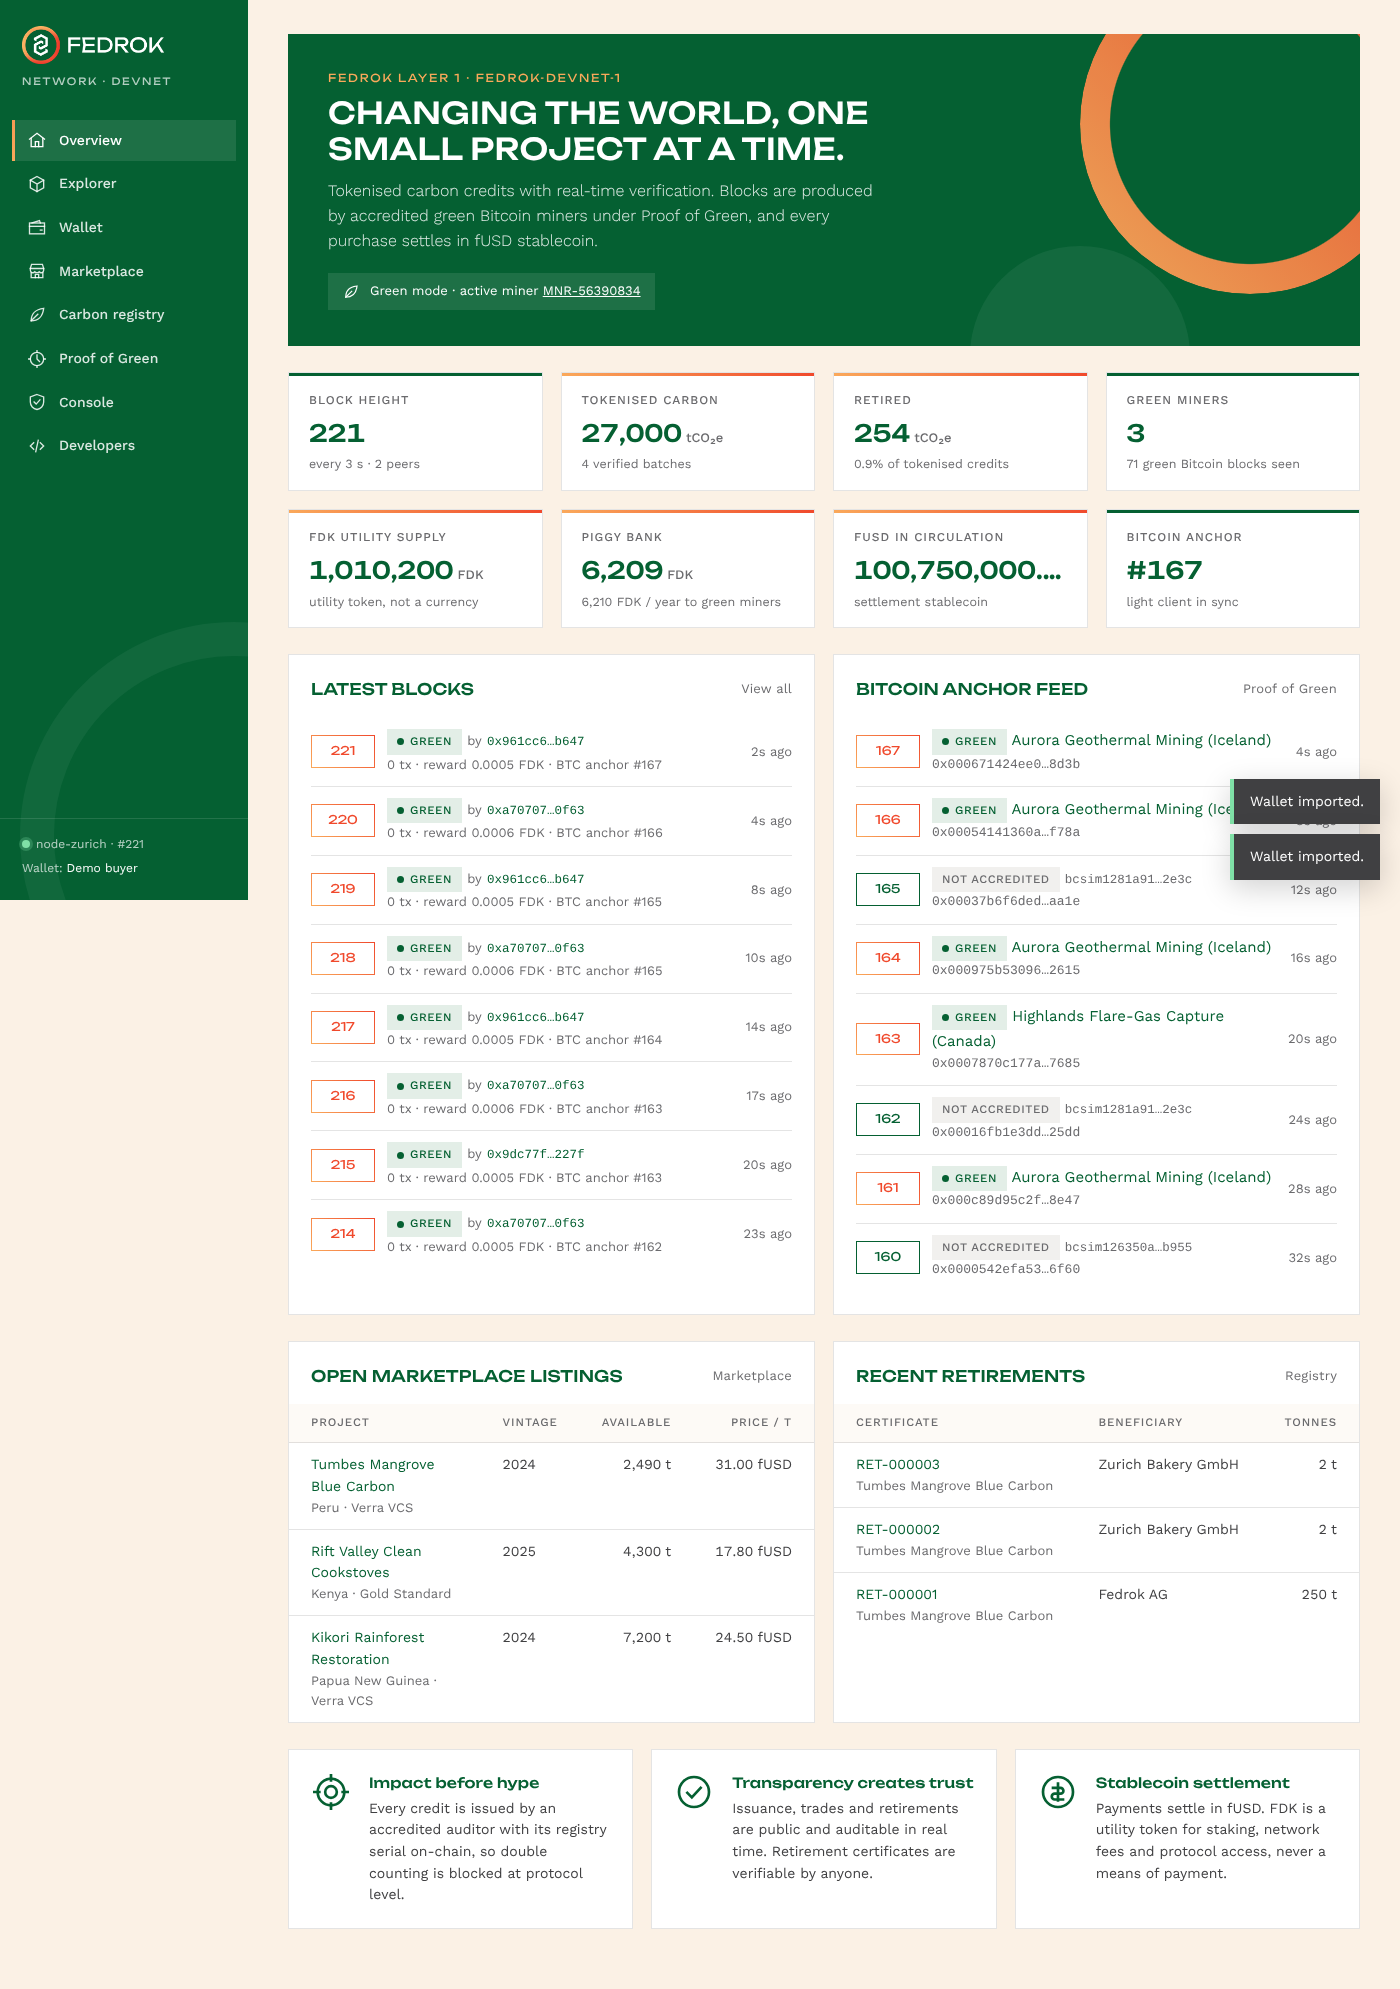 FEDROK
NETWORK · DEVNET
Overview
Explorer
Wallet
Marketplace
Carbon registry
Proof of Green
Console
Developers
node-zurich · #221
Wallet: Demo buyer
FEDROK LAYER 1 · FEDROK-DEVNET-1
CHANGING THE WORLD, ONE
SMALL PROJECT AT A TIME.
Tokenised carbon credits with real-time verification. Blocks are produced
by accredited green Bitcoin miners under Proof of Green, and every
purchase settles in fUSD stablecoin.
Green mode · active miner MNR-56390834
BLOCK HEIGHT
221
every 3 s · 2 peers
TOKENISED CARBON
27,000 tCO₂e
4 verified batches
RETIRED
254 tCO₂e
0.9% of tokenised credits
GREEN MINERS
3
71 green Bitcoin blocks seen
FDK UTILITY SUPPLY
1,010,200 FDK
utility token, not a currency
PIGGY BANK
6,209 FDK
6,210 FDK / year to green miners
FUSD IN CIRCULATION
100,750,000....
settlement stablecoin
BITCOIN ANCHOR
#167
light client in sync
LATEST BLOCKS
View all
221 GREEN by 0x961cc6…b647 2s ago
0 tx · reward 0.0005 FDK · BTC anchor #167
220 GREEN by 0xa70707…0f63 4s ago
0 tx · reward 0.0006 FDK · BTC anchor #166
219 GREEN by 0x961cc6…b647 8s ago
0 tx · reward 0.0005 FDK · BTC anchor #165
218 GREEN by 0xa70707…0f63 10s ago
0 tx · reward 0.0006 FDK · BTC anchor #165
217 GREEN by 0x961cc6…b647 14s ago
0 tx · reward 0.0005 FDK · BTC anchor #164
216 GREEN by 0xa70707…0f63 17s ago
0 tx · reward 0.0006 FDK · BTC anchor #163
215 GREEN by 0x9dc77f…227f 20s ago
0 tx · reward 0.0005 FDK · BTC anchor #163
214 GREEN by 0xa70707…0f63 23s ago
0 tx · reward 0.0005 FDK · BTC anchor #162
BITCOIN ANCHOR FEED
Proof of Green
167 GREEN Aurora Geothermal Mining (Iceland) 4s ago
0x000671424ee0…8d3b
Wallet imported.
166 GREEN Aurora Geothermal Mining
0x00054141360a…f78a
Wallet imported.
165 NOT ACCREDITED bcsim1281a91…2e3c 12s ago
0x00037b6f6ded…aa1e
164 GREEN Aurora Geothermal Mining (Iceland) 16s ago
0x000975b53096…2615
163 GREEN Highlands Flare-Gas Capture
(Canada) 20s ago
0x0007870c177a…7685
162 NOT ACCREDITED bcsim1281a91…2e3c 24s ago
0x00016fb1e3dd…25dd
161 GREEN Aurora Geothermal Mining (Iceland) 28s ago
0x000c89d95c2f…8e47
160 NOT ACCREDITED bcsim126350a…b955 32s ago
0x0000542efa53…6f60
OPEN MARKETPLACE LISTINGS
Marketplace
PROJECT VINTAGE AVAILABLE PRICE / T
Tumbes Mangrove 2024 2,490 t 31.00 fUSD
Blue Carbon
Peru · Verra VCS
Rift Valley Clean 2025 4,300 t 17.80 fUSD
Cookstoves
Kenya · Gold Standard
Kikori Rainforest 2024 7,200 t 24.50 fUSD
Restoration
Papua New Guinea ·
Verra VCS
RECENT RETIREMENTS
Registry
CERTIFICATE BENEFICIARY TONNES
RET-000003 Zurich Bakery GmbH 2 t
Tumbes Mangrove Blue Carbon
RET-000002 Zurich Bakery GmbH 2 t
Tumbes Mangrove Blue Carbon
RET-000001 Fedrok AG 250 t
Tumbes Mangrove Blue Carbon
Impact before hype
Every credit is issued by an
accredited auditor with its registry
serial on-chain, so double
counting is blocked at protocol
level.
Transparency creates trust
Issuance, trades and retirements
are public and auditable in real
time. Retirement certificates are
verifiable by anyone.
Stablecoin settlement
Payments settle in fUSD. FDK is a
utility token for staking, network
fees and protocol access, never a
means of payment.